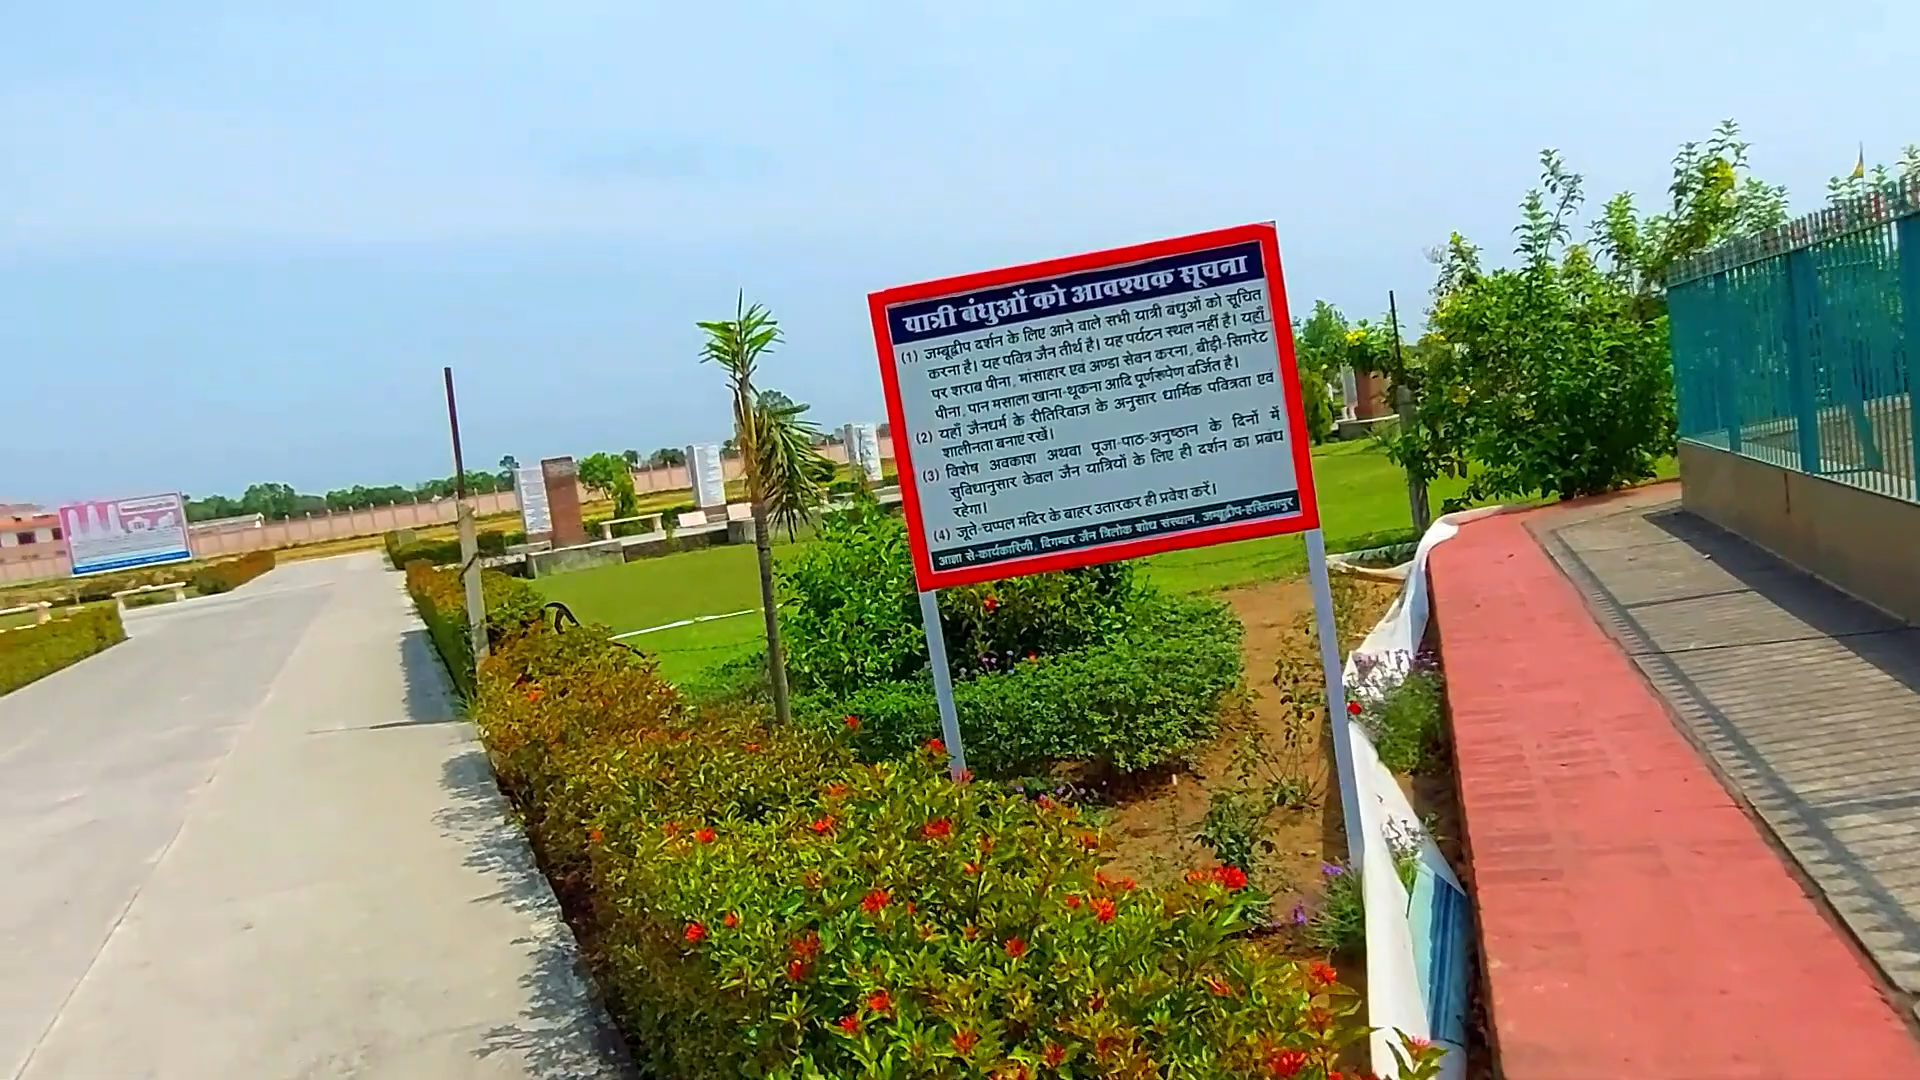 यात्री बंधुओं को आवश्यक सूचना
(1) जम्बूद्वीप दर्शन के लिए आने वाले सभी यात्री बंधुओं को सूचित
करना है। यह पवित्र जैन तीर्थ है। यह पर्यटन स्थल नहीं है। यहाँ
पर शराब पीना, मांसाहार एवं अण्डा सेवन करना, बीड़ी-सिगरेट
पीना, पान मसाला खाना-थूकना आदि पूर्णरूपेण वर्जित है।
(2) यहाँ जैनधर्म के रीतिरिवाज के अनुसार धार्मिक पवित्रता एवं
शालीनता बनाए रखें।
(3) विशेष अवकाश अथवा पूजा-पाठ-अनुष्ठान के दिनों में
सुविधानुसार केवल जैन यात्रियों के लिए ही दर्शन का प्रबंध
रहेगा।
(4) जूते-चप्पल मंदिर के बाहर उतारकर ही प्रवेश करें।
आज्ञा से-कार्यकारिणी, दिगम्बर जैन त्रिलोक शोध संस्थान, जम्बूद्वीप-हस्तिनापुर